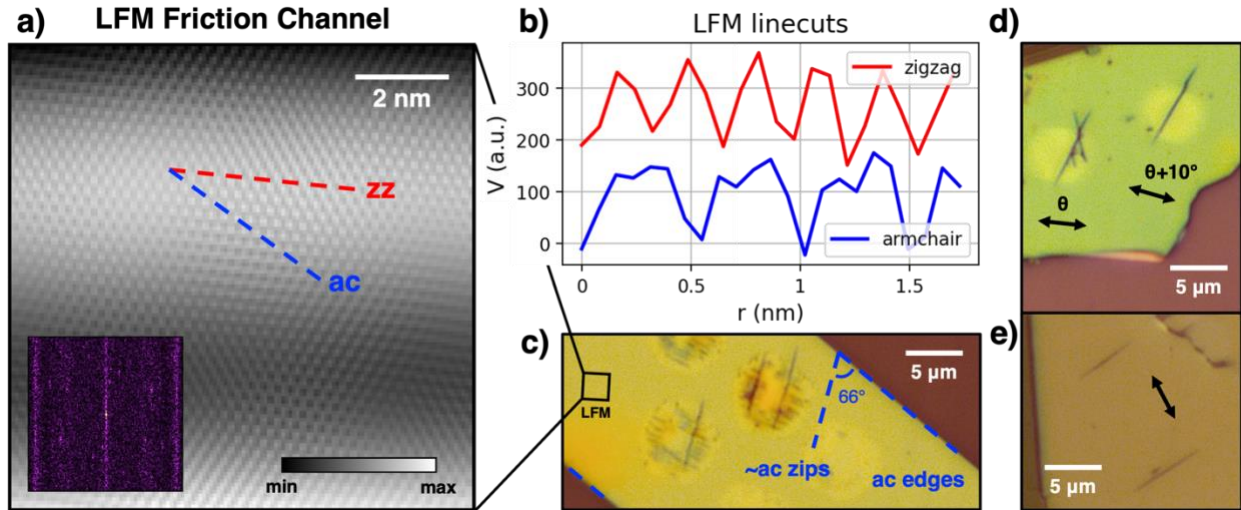 a)
LFM Friction Channel
2 nm
zz
ac
min
max
b)
LFM linecuts
V (a.u.)
300
200
100
0
zigzag
armchair
0
0.5
1
1.5
r (nm)
c)
5 µm
66°
LFM
~ac zips
ac edges
d)
θ+10°
θ
5 µm
e)
5 µm